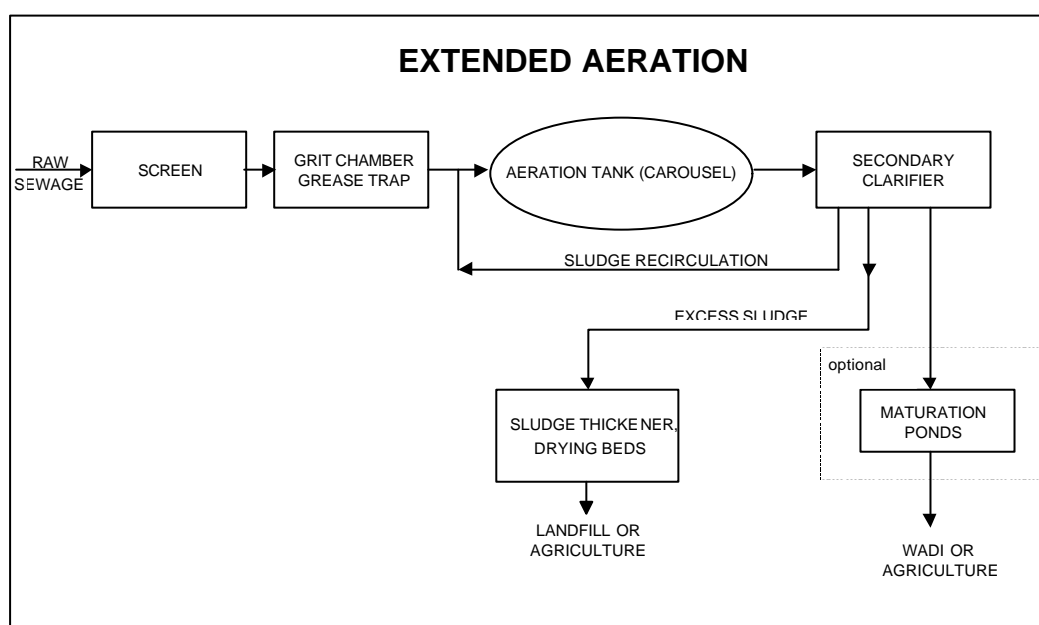 EXTENDED AERATION
RAW
SEWAGE
SCREEN
GRIT CHAMBER
GREASE TRAP
AERATION TANK (CAROUSEL)
SECONDARY
CLARIFIER
SLUDGE RECIRCULATION
EXCESS SLUDGE
optional
SLUDGE THICKENER,
DRYING BEDS
MATURATION
PONDS
LANDFILL OR
AGRICULTURE
WADI OR
AGRICULTURE